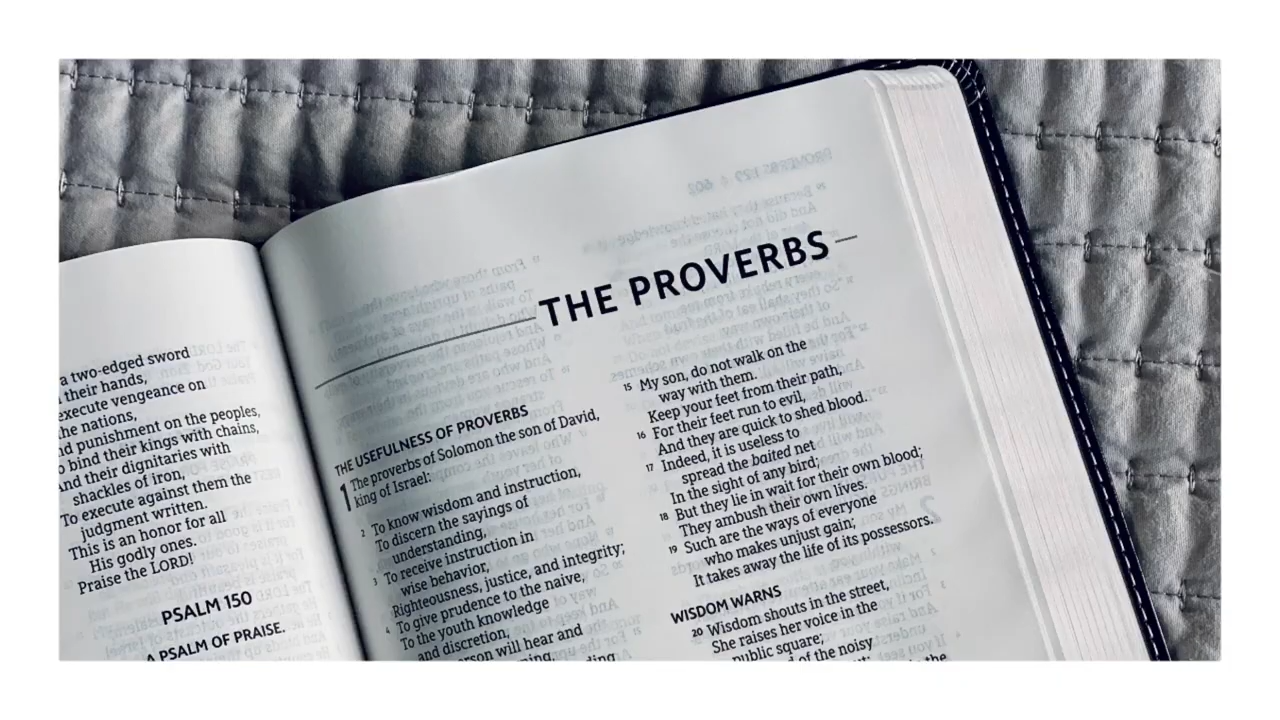 a two-edged sword
their hands,
execute vengeance on
the nations,
punishment on the peoples,
bind their kings with chains,
And their dignitaries with
shackles of iron,
To execute against them the
judgment written.
This is an honor for all
His godly ones.
Praise the LORD!
PSALM 150
A PSALM OF PRAISE.
THE PROVERBS
THE USEFULNESS OF PROVERBS
1 The proverbs of Solomon the son of David,
king of Israel:
2 To know wisdom and instruction,
To discern the sayings of
understanding,
3 To receive instruction in
wise behavior,
Righteousness, justice, and integrity;
4 To give prudence to the naive,
To the youth knowledge
and discretion,
will hear and
15 My son, do not walk on the
way with them.
Keep your feet from their path,
16 For their feet run to evil,
And they are quick to shed blood.
17 Indeed, it is useless to
spread the baited net
In the sight of any bird;
18 But they lie in wait for their own blood;
They ambush their own lives.
19 Such are the ways of everyone
who makes unjust gain;
It takes away the life of its possessors.
WISDOM WARNS
20 Wisdom shouts in the street,
She raises her voice in the
public square;
of the noisy